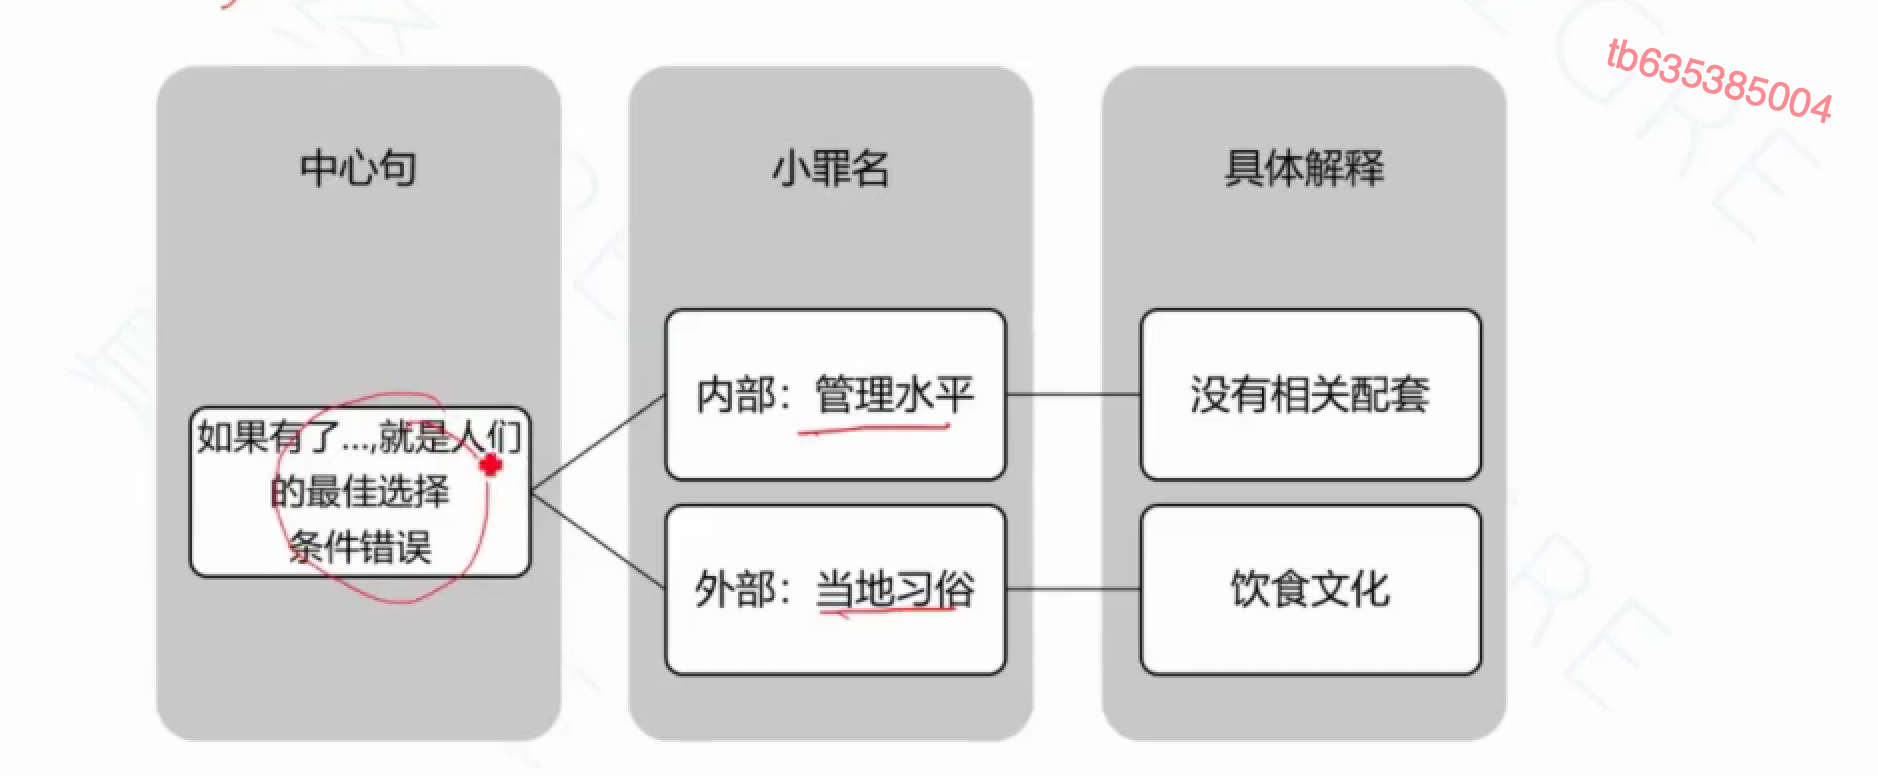 tb635385004
中心句
小罪名
具体解释
如果有了...,就是人们
的最佳选择
条件错误
内部：管理水平
没有相关配套
外部：当地习俗
饮食文化
GRE
RE